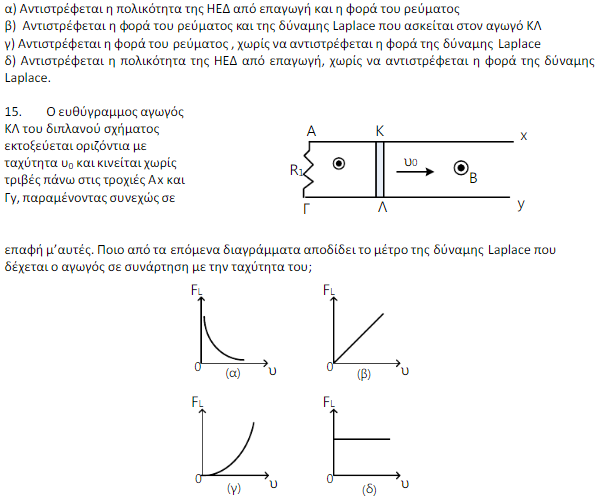 α) Αντιστρέφεται η πολικότητα της ΗΕΔ από επαγωγή και η φορά του ρεύματος
β) Αντιστρέφεται η φορά του ρεύματος και της δύναμης Laplace που ασκείται στον αγωγό ΚΛ
γ) Αντιστρέφεται η φορά του ρεύματος , χωρίς να αντιστρέφεται η φορά της δύναμης Laplace
δ) Αντιστρέφεται η πολικότητα της ΗΕΔ από επαγωγή, χωρίς να αντιστρέφεται η φορά της δύναμης
Laplace.
15. Ο ευθύγραμμος αγωγός
ΚΛ του διπλανού σχήματος
εκτοξεύεται οριζόντια με
ταχύτητα υ₀ και κινείται χωρίς
τριβές πάνω στις τροχιές Αx και
Γy, παραμένοντας συνεχώς σε
A K x
R₁ υ₀ B
Γ Λ y
επαφή μ’αυτές. Ποιο από τα επόμενα διαγράμματα αποδίδει το μέτρο της δύναμης Laplace που
δέχεται ο αγωγός σε συνάρτηση με την ταχύτητα του;
FL FL
0 (α) υ 0 (β) υ
FL FL
0 (γ) υ 0 (δ) υ